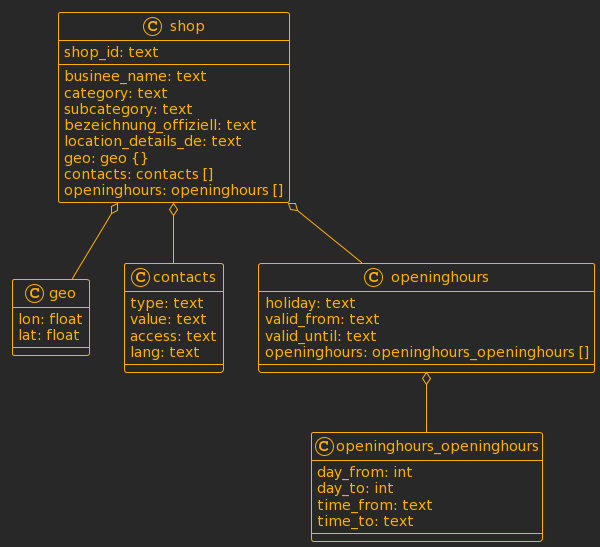 C shop
shop_id: text
businee_name: text
category: text
subcategory: text
bezeichnung_offiziell: text
location_details_de: text
geo: geo {}
contacts: contacts []
openinghours: openinghours []
C geo
lon: float
lat: float
C contacts
type: text
value: text
access: text
lang: text
C openinghours
holiday: text
valid_from: text
valid_until: text
openinghours: openinghours_openinghours []
C openinghours_openinghours
day_from: int
day_to: int
time_from: text
time_to: text